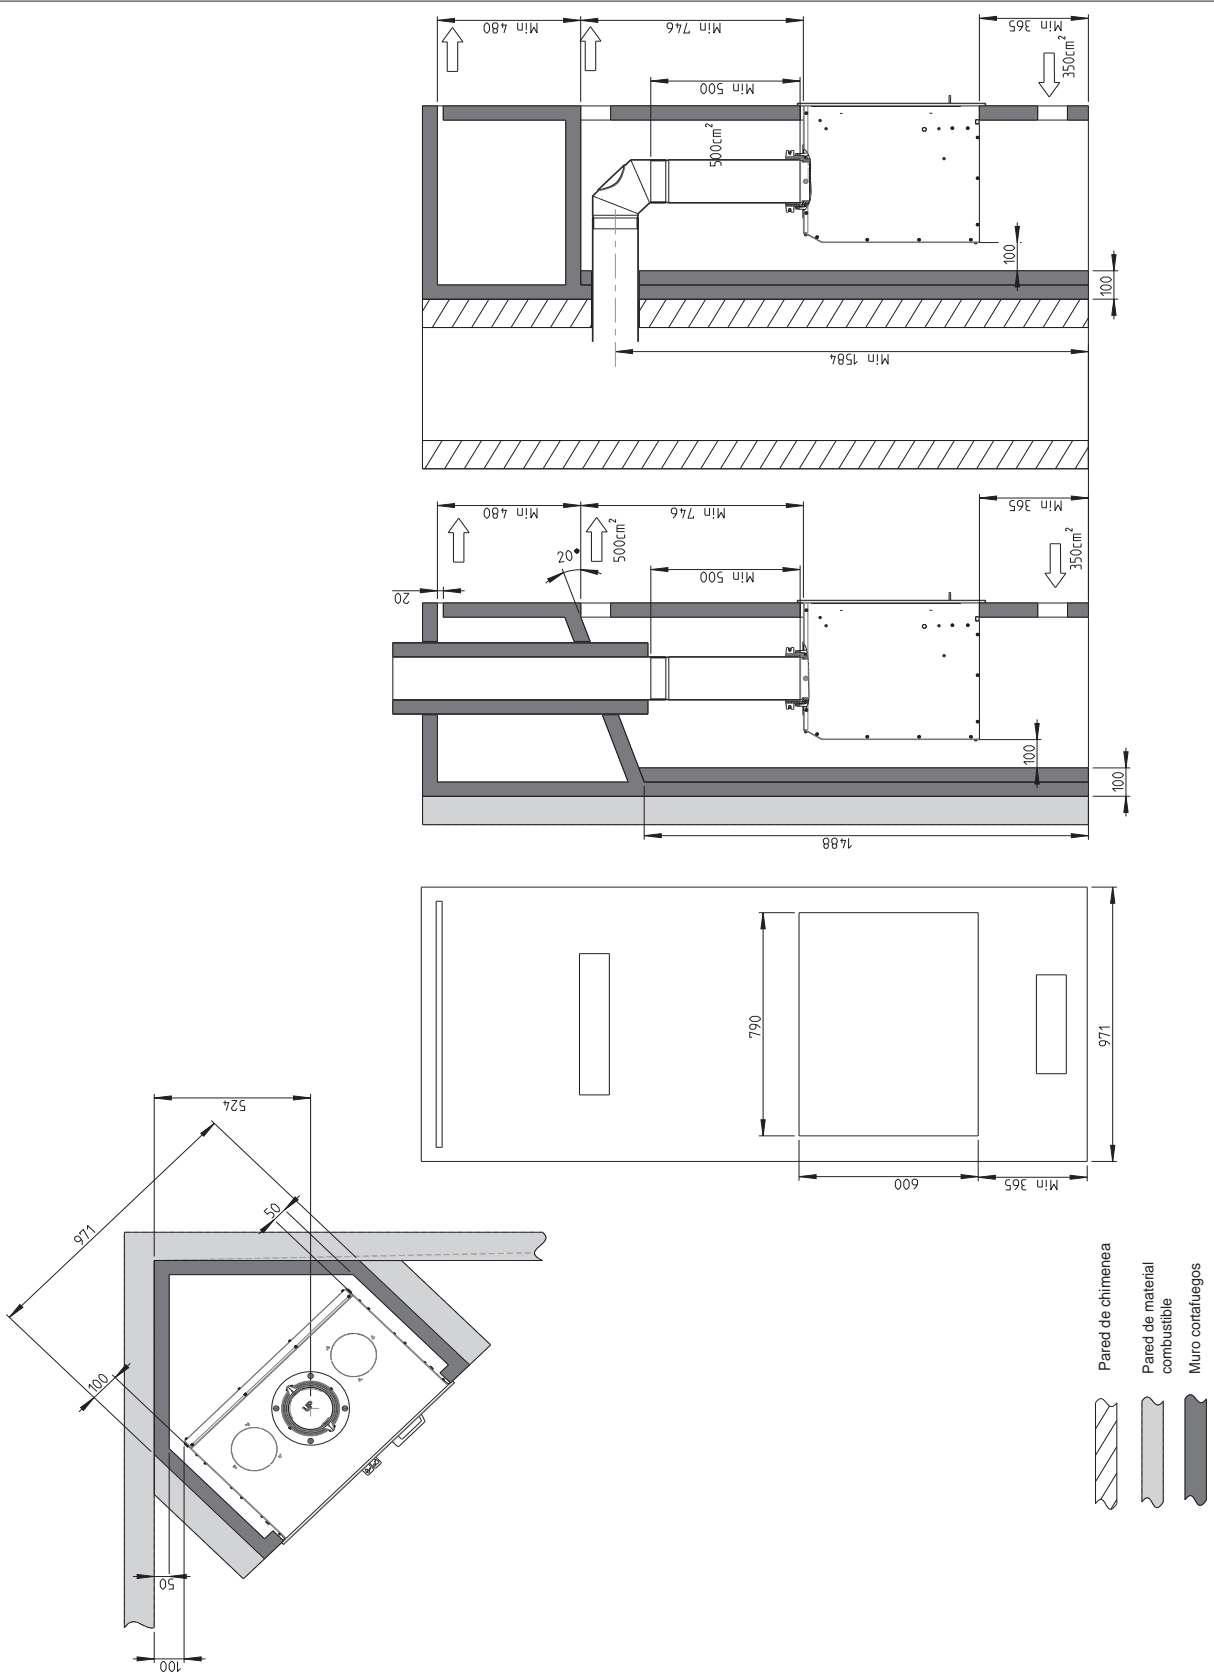 Min 480
Min 746
Min 365
350cm²
Min 500
500cm²
100
100
Min 1584
Min 480
Min 746
Min 365
20°
500cm²
350cm²
20
Min 500
100
100
1488
790
971
600
Min 365
524
971
50
100
50
100
UP
Pared de chimenea
Pared de material
combustible
Muro cortafuegos